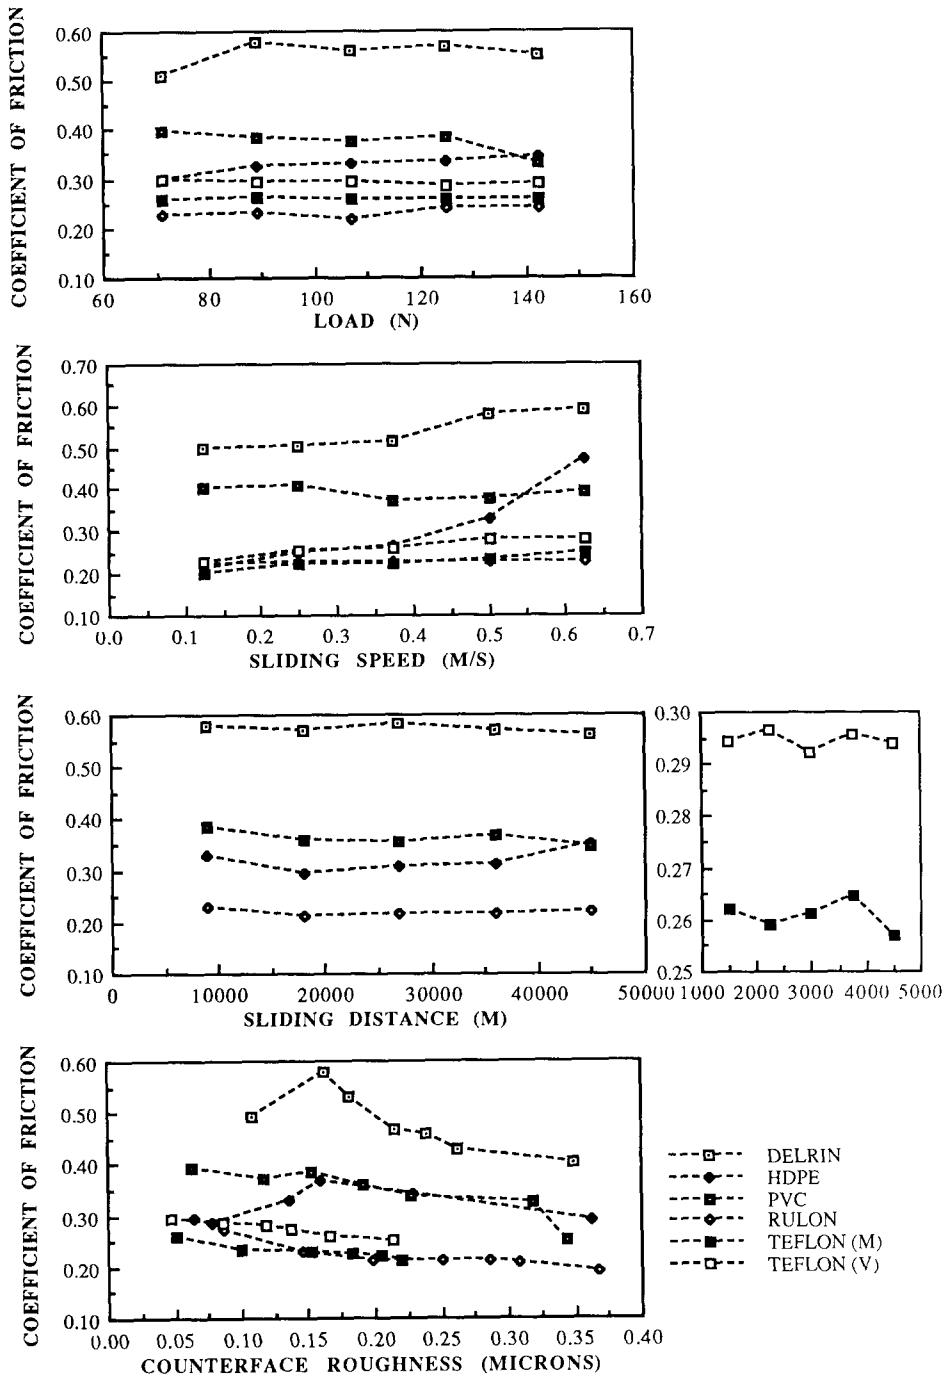 COEFFICIENT OF FRICTION
0.60
0.50
0.40
0.30
0.20
0.10
60 80 100 120 140 160
LOAD (N)
COEFFICIENT OF FRICTION
0.70
0.60
0.50
0.40
0.30
0.20
0.10
0.0 0.1 0.2 0.3 0.4 0.5 0.6 0.7
SLIDING SPEED (M/S)
COEFFICIENT OF FRICTION
0.60
0.50
0.40
0.30
0.20
0.10
0 10000 20000 30000 40000 50000
SLIDING DISTANCE (M)
0.30
0.29
0.28
0.27
0.26
0.25
1000 2000 3000 4000 5000
COEFFICIENT OF FRICTION
0.60
0.50
0.40
0.30
0.20
0.10
0.00 0.05 0.10 0.15 0.20 0.25 0.30 0.35 0.40
COUNTERFACE ROUGHNESS (MICRONS)
DELRIN
HDPE
PVC
RULON
TEFLON (M)
TEFLON (V)